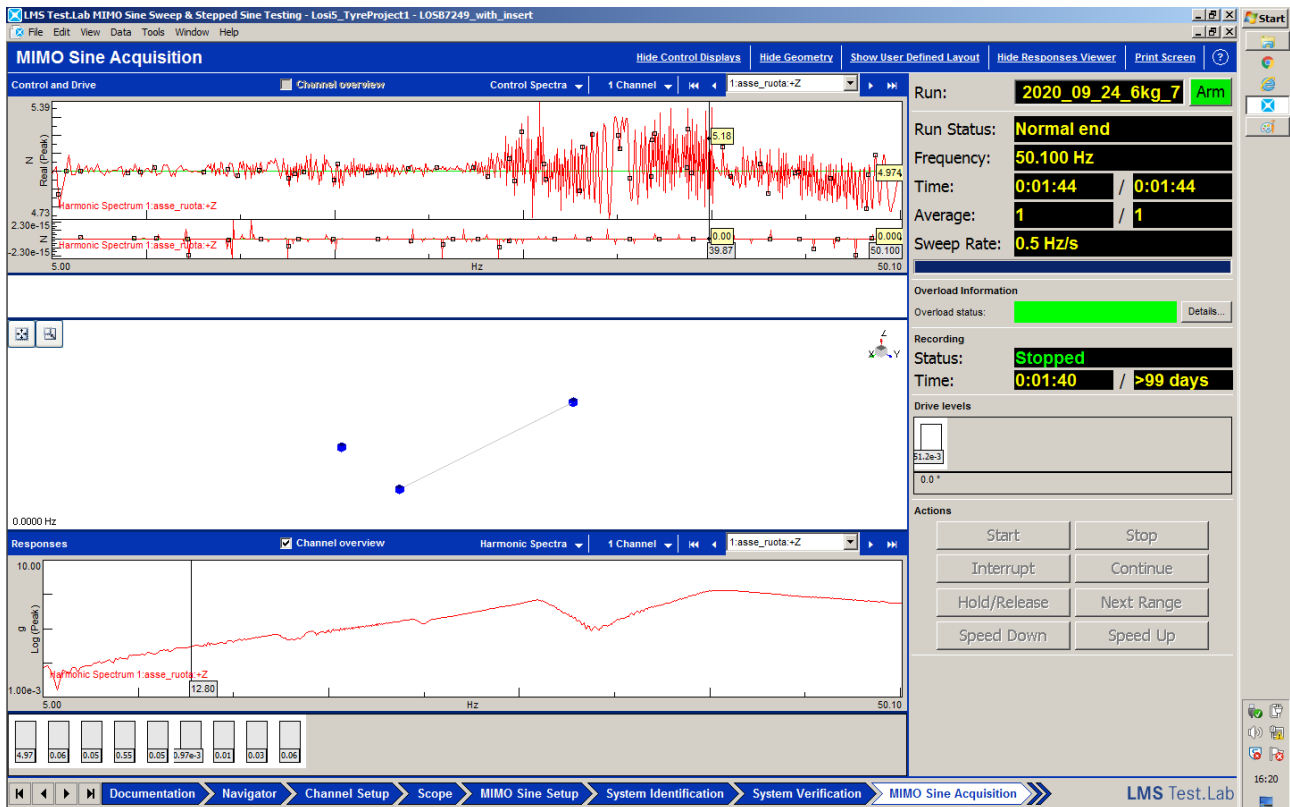 LMS Test.Lab MIMO Sine Sweep & Stepped Sine Testing - Losi5_TyreProject1 - LOSB7249_with_insert
Start
File Edit View Data Tools Window Help
MIMO Sine Acquisition
Hide Control Displays Hide Geometry Show User Defined Layout Hide Responses Viewer Print Screen ?
Control and Drive Channel overview Control Spectra 1 Channel 1:asse_ruota:+Z
5.39
N
Real (Peak)
5.18
4.974
4.73
Harmonic Spectrum 1:asse_ruota:+Z
2.30e-15
N
Harmonic Spectrum 1:asse_ruota:+Z
-2.30e-15
0.00
0.000
39.87
50.100
5.00 Hz 50.10
Z
X Y
0.0000 Hz
Responses Channel overview Harmonic Spectra 1 Channel 1:asse_ruota:+Z
10.00
g
Log (Peak)
Harmonic Spectrum 1:asse_ruota:+Z
1.00e-3
12.80
5.00 Hz 50.10
4.97 0.06 0.05 0.55 0.05 0.97e-3 0.01 0.03 0.06
Run: 2020_09_24_6kg_7 Arm
Run Status: Normal end
Frequency: 50.100 Hz
Time: 0:01:44 / 0:01:44
Average: 1 / 1
Sweep Rate: 0.5 Hz/s
Overload Information
Overload status: Details...
Recording
Status: Stopped
Time: 0:01:40 / >99 days
Drive levels
51.2e-3
0.0 °
Actions
Start Stop
Interrupt Continue
Hold/Release Next Range
Speed Down Speed Up
Documentation Navigator Channel Setup Scope MIMO Sine Setup System Identification System Verification MIMO Sine Acquisition LMS Test.Lab
16:20